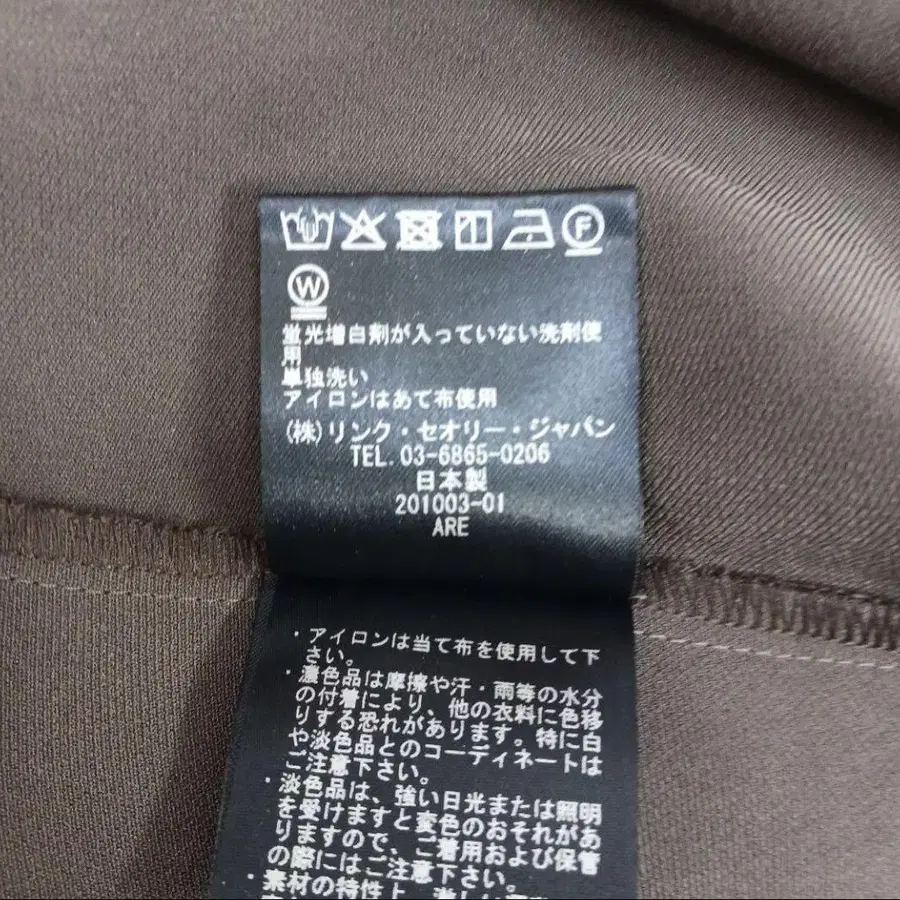 F
W
蛍光増白剤が入っていない洗剤使
用
単独洗い
アイロンはあて布使用
(株)リンク・セオリー・ジャパン
TEL. 03-6865-0206
日本製
201003-01
ARE
・アイロンは当て布を使用して下
さい。
・濃色品は摩擦や汗・雨等の水分
の付着により、他の衣料に色移
りする恐れがあります。特に白
や淡色品とのコーディネートは
ご注意下さい。
・淡色品は、強い日光または照明
を受けますと変色のおそれがあ
りますので、ご着用および保管
の際にはご注意下さい。
・素材の特性上、激しい